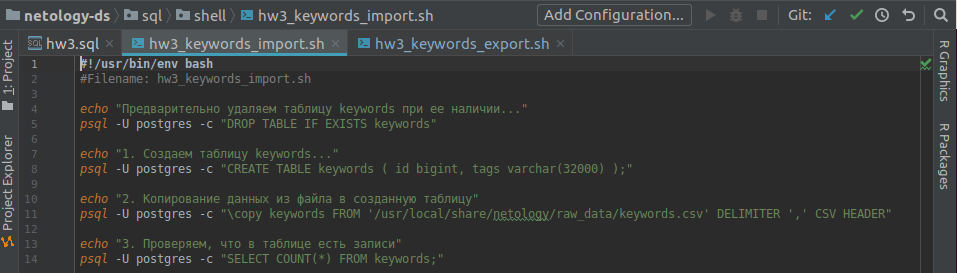 netology-ds sql shell hw3_keywords_import.sh Add Configuration... Git:
hw3.sql hw3_keywords_import.sh hw3_keywords_export.sh
1: Project
Project Explorer
1 #!/usr/bin/env bash
2 #Filename: hw3_keywords_import.sh
3
4 echo "Предварительно удаляем таблицу keywords при ее наличии..."
5 psql -U postgres -c "DROP TABLE IF EXISTS keywords"
6
7 echo "1. Создаем таблицу keywords..."
8 psql -U postgres -c "CREATE TABLE keywords ( id bigint, tags varchar(32000) );"
9
10 echo "2. Копирование данных из файла в созданную таблицу"
11 psql -U postgres -c "\copy keywords FROM '/usr/local/share/netology/raw_data/keywords.csv' DELIMITER ',' CSV HEADER"
12
13 echo "3. Проверяем, что в таблице есть записи"
14 psql -U postgres -c "SELECT COUNT(*) FROM keywords;"
R Graphics
R Packages